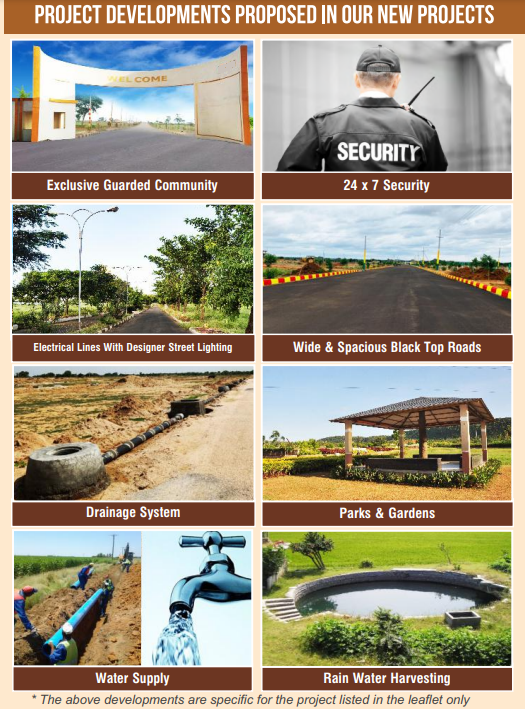 PROJECT DEVELOPMENTS PROPOSED IN OUR NEW PROJECTS
WELCOME
SECURITY
Exclusive Guarded Community
24 x 7 Security
Electrical Lines With Designer Street Lighting
Wide & Spacious Black Top Roads
Drainage System
Parks & Gardens
Water Supply
Rain Water Harvesting
* The above developments are specific for the project listed in the leaflet only